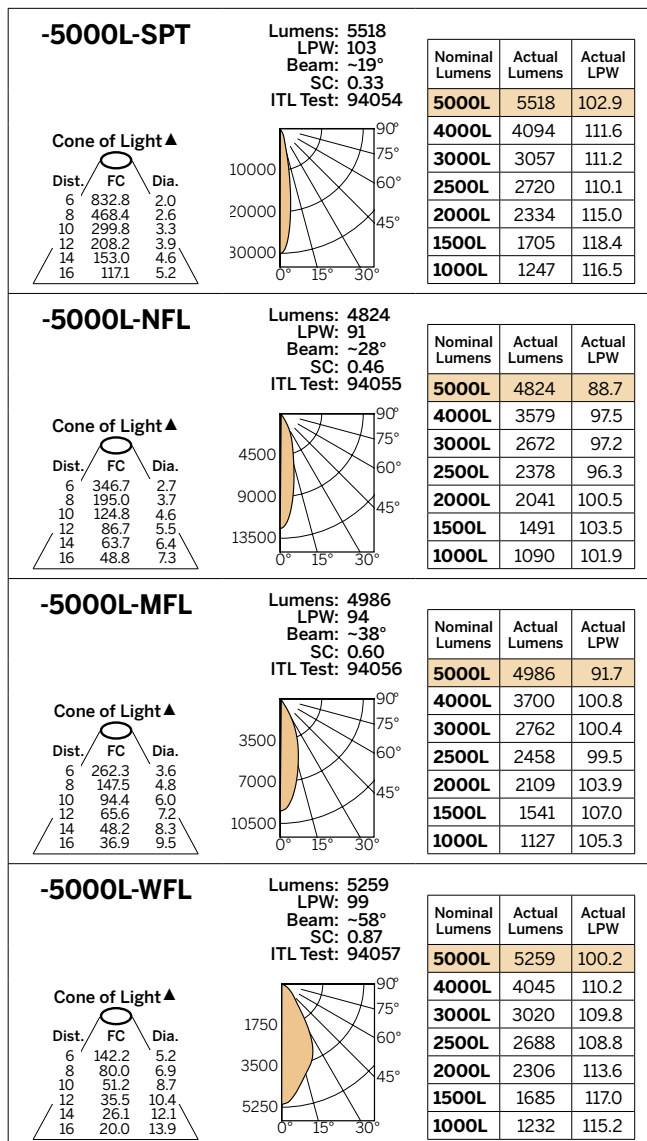 -5000L-SPT
Lumens: 5518
LPW: 103
Beam: ~19°
SC: 0.33
ITL Test: 94054
Cone of Light▲
Dist. FC Dia.
6 832.8 2.0
8 468.4 2.6
10 299.8 3.3
12 208.2 3.9
14 153.0 4.6
16 117.1 5.2
90°
75°
60°
45°
10000
20000
30000
0° 15° 30°
Nominal Lumens Actual Lumens Actual LPW
5000L 5518 102.9
4000L 4094 111.6
3000L 3057 111.2
2500L 2720 110.1
2000L 2334 115.0
1500L 1705 118.4
1000L 1247 116.5
-5000L-NFL
Lumens: 4824
LPW: 91
Beam: ~28°
SC: 0.46
ITL Test: 94055
Cone of Light▲
Dist. FC Dia.
6 346.7 2.7
8 195.0 3.7
10 124.8 4.6
12 86.7 5.5
14 63.7 6.4
16 48.8 7.3
90°
75°
60°
45°
4500
9000
13500
0° 15° 30°
Nominal Lumens Actual Lumens Actual LPW
5000L 4824 88.7
4000L 3579 97.5
3000L 2672 97.2
2500L 2378 96.3
2000L 2041 100.5
1500L 1491 103.5
1000L 1090 101.9
-5000L-MFL
Lumens: 4986
LPW: 94
Beam: ~38°
SC: 0.60
ITL Test: 94056
Cone of Light▲
Dist. FC Dia.
6 262.3 3.6
8 147.5 4.8
10 94.4 6.0
12 65.6 7.2
14 48.2 8.3
16 36.9 9.5
90°
75°
60°
45°
3500
7000
10500
0° 15° 30°
Nominal Lumens Actual Lumens Actual LPW
5000L 4986 91.7
4000L 3700 100.8
3000L 2762 100.4
2500L 2458 99.5
2000L 2109 103.9
1500L 1541 107.0
1000L 1127 105.3
-5000L-WFL
Lumens: 5259
LPW: 99
Beam: ~58°
SC: 0.87
ITL Test: 94057
Cone of Light▲
Dist. FC Dia.
6 142.2 5.2
8 80.0 6.9
10 51.2 8.7
12 35.5 10.4
14 26.1 12.1
16 20.0 13.9
90°
75°
60°
45°
1750
3500
5250
0° 15° 30°
Nominal Lumens Actual Lumens Actual LPW
5000L 5259 100.2
4000L 4045 110.2
3000L 3020 109.8
2500L 2688 108.8
2000L 2306 113.6
1500L 1685 117.0
1000L 1232 115.2